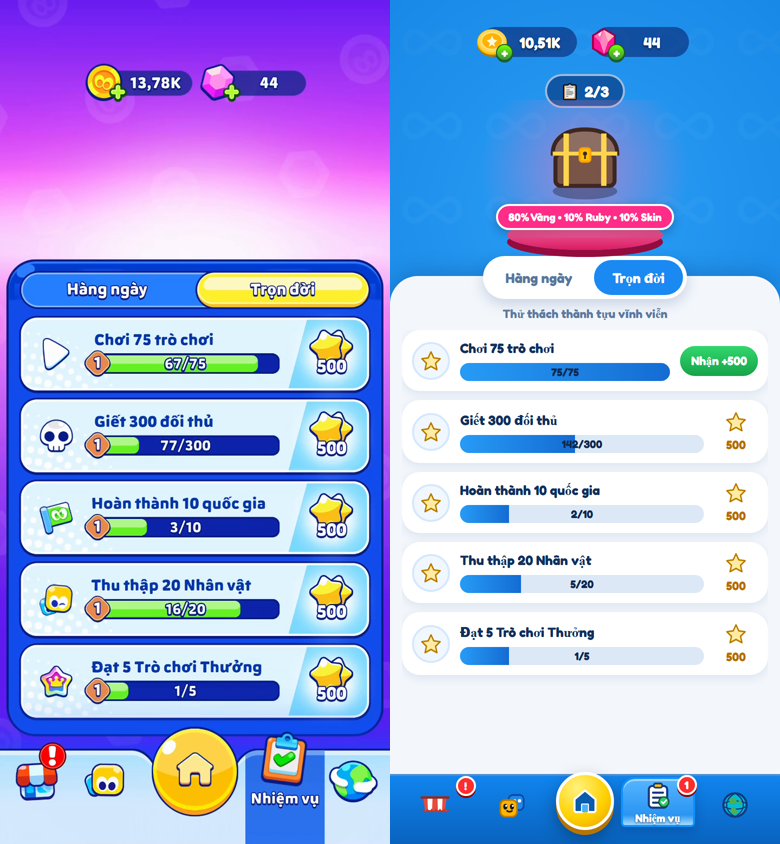 13,78K
44
Hàng ngày
Trọn đời
Chơi 75 trò chơi
1
67/75
500
Giết 300 đối thủ
1
77/300
500
Hoàn thành 10 quốc gia
1
3/10
500
Thu thập 20 Nhân vật
1
16/20
500
Đạt 5 Trò chơi Thưởng
1
1/5
500
!
Nhiệm vụ
10,51K
44
2/3
80% Vàng • 10% Ruby • 10% Skin
Hàng ngày
Trọn đời
Thử thách thành tựu vĩnh viễn
Chơi 75 trò chơi
75/75
Nhận +500
Giết 300 đối thủ
142/300
500
Hoàn thành 10 quốc gia
2/10
500
Thu thập 20 Nhân vật
5/20
500
Đạt 5 Trò chơi Thưởng
1/5
500
!
1
Nhiệm vụ